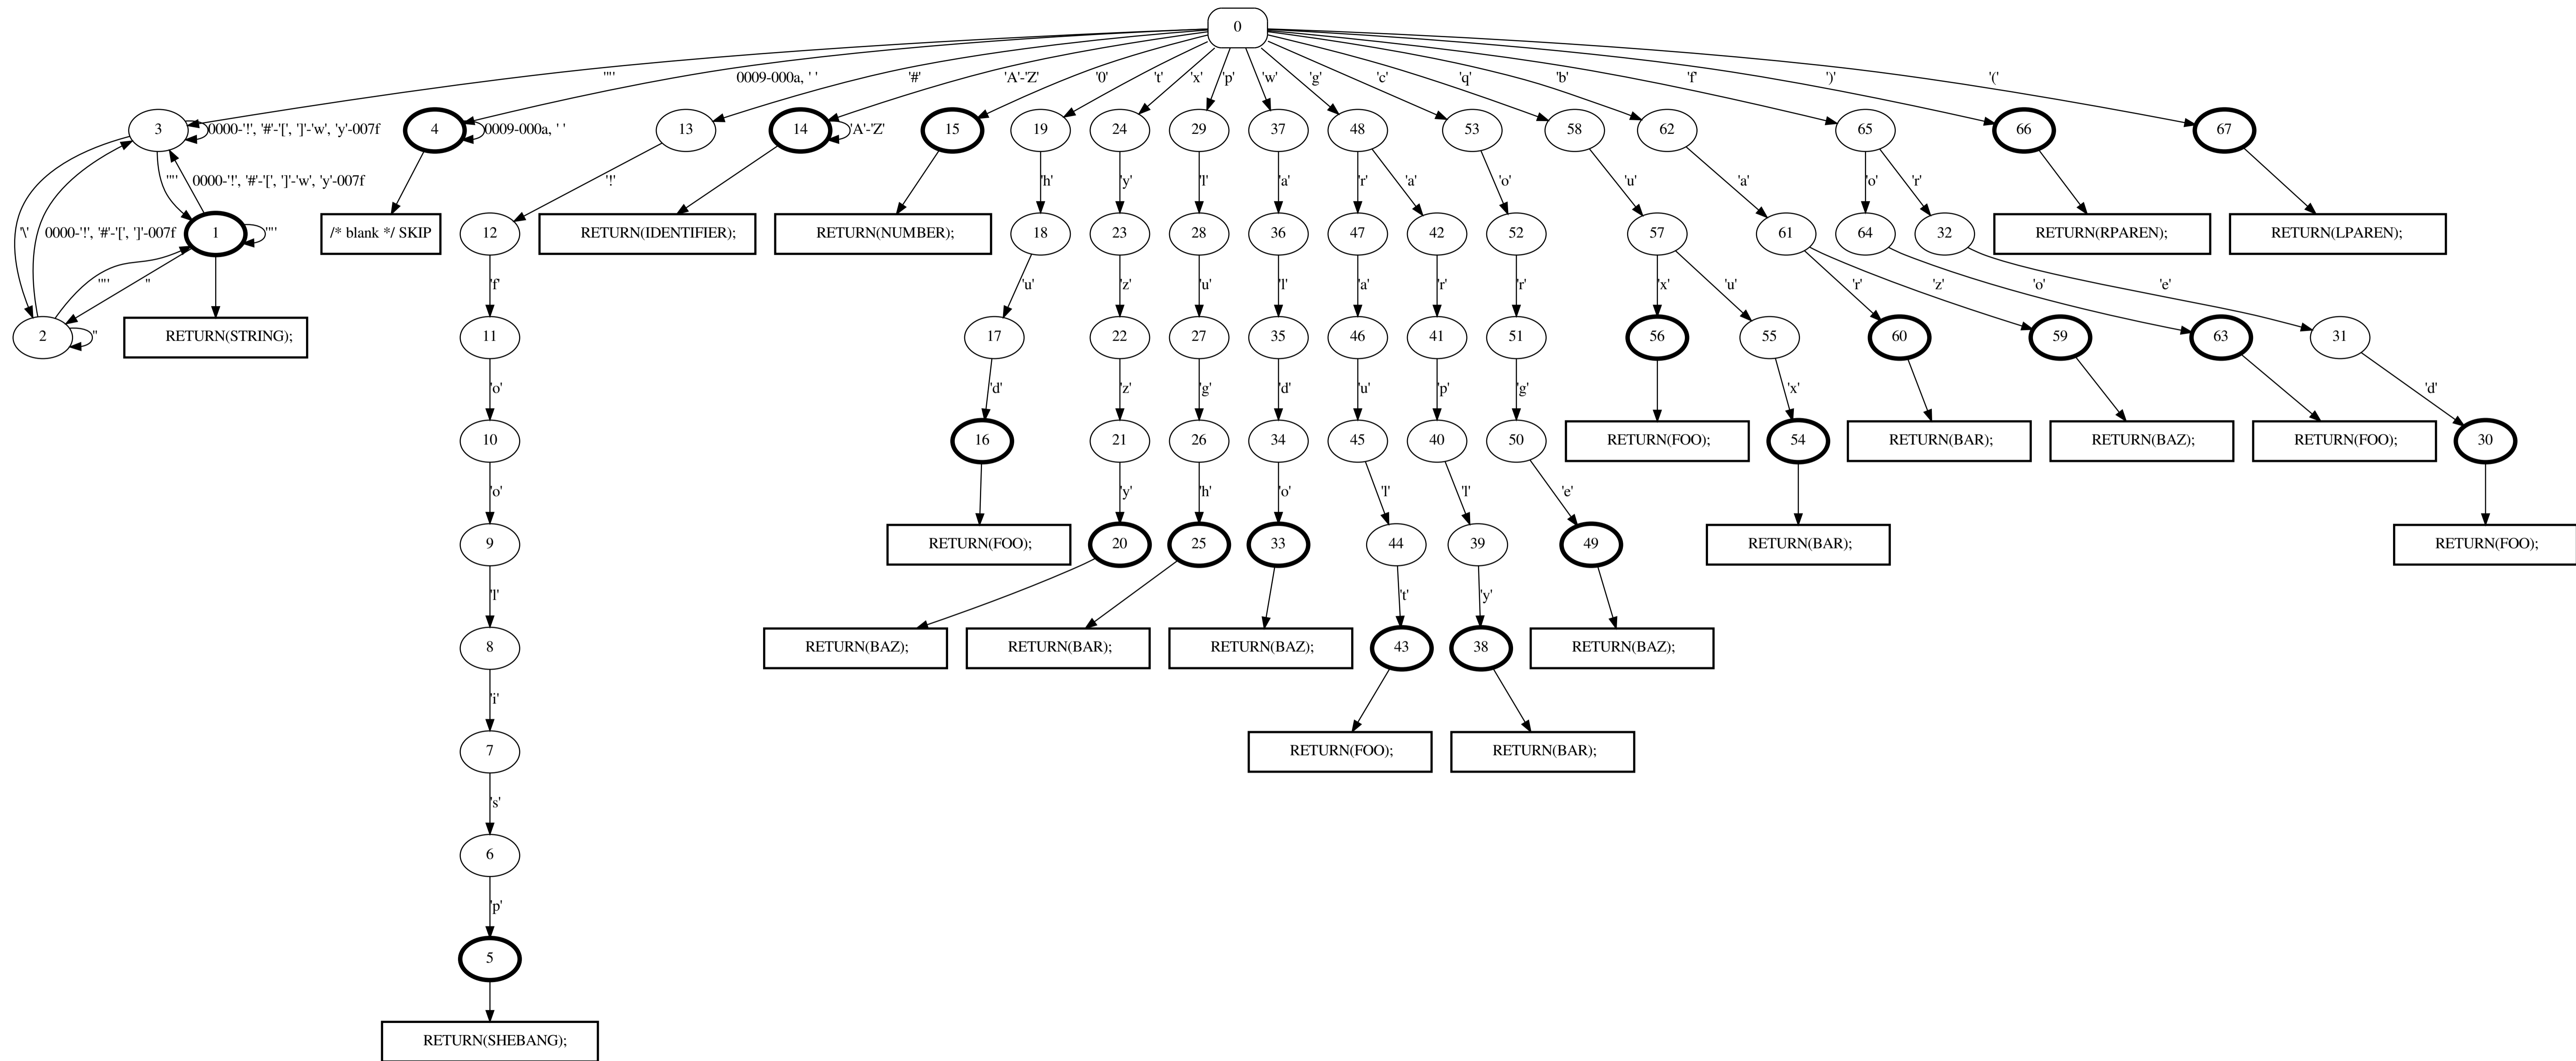 0
'"' 0009-000a, ' ' '#' 'A'-'Z' '0' 't' 'x' 'p' 'w' 'g' 'c' 'q' 'b' 'f' ')' '('
3 0000-'!', '#'-'[', ']'-'w', 'y'-007f 4 0009-000a, ' ' 13 14 'A'-'Z' 15 19 24 29 37 48 53 58 62 65 66 67
'"' 0000-'!', '#'-'[', ']'-'w', 'y'-007f '!' 'h' 'y' 'l' 'a' 'r' 'a' 'o' 'u' 'a' 'o' 'r'
'\' 0000-'!', '#'-'[', ']'-007f 1 '"' /* blank */ SKIP 12 RETURN(IDENTIFIER); RETURN(NUMBER); 18 23 28 36 47 42 52 57 61 64 32 RETURN(RPAREN); RETURN(LPAREN);
'"' '' 'f' 'u' 'z' 'u' 'l' 'a' 'r' 'r' 'x' 'u' 'r' 'z' 'o' 'e'
2 '' RETURN(STRING); 11 17 22 27 35 46 41 51 56 55 60 59 63 31
'o' 'd' 'z' 'g' 'd' 'u' 'p' 'g' 'x' 'd'
10 16 21 26 34 45 40 50 RETURN(FOO); 54 RETURN(BAR); RETURN(BAZ); RETURN(FOO); 30
'o' 'y' 'h' 'o' 'l' 'l' 'e'
9 RETURN(FOO); 20 25 33 44 39 49 RETURN(BAR); RETURN(FOO);
'l' 't' 'y'
8 RETURN(BAZ); RETURN(BAR); RETURN(BAZ); 43 38 RETURN(BAZ);
'i'
7 RETURN(FOO); RETURN(BAR);
's'
6
'p'
5
RETURN(SHEBANG);